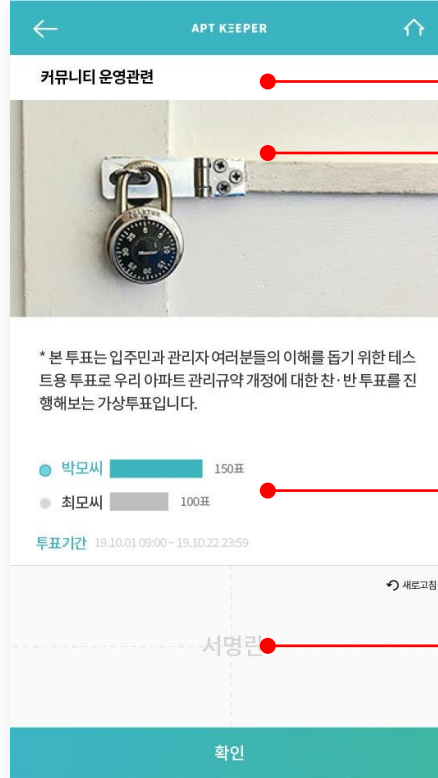 APT KΞEPER
커뮤니티 운영관련
* 본 투표는 입주민과 관리자 여러분들의 이해를 돕기 위한 테스
트용 투표로 우리 아파트 관리규약 개정에 대한 찬·반 투표를 진
행해보는 가상투표입니다.
박모씨 150표
최모씨 100표
투표기간 19.10.01 09:00 ~ 19.10.22 23:59
새로고침
서명란
확인